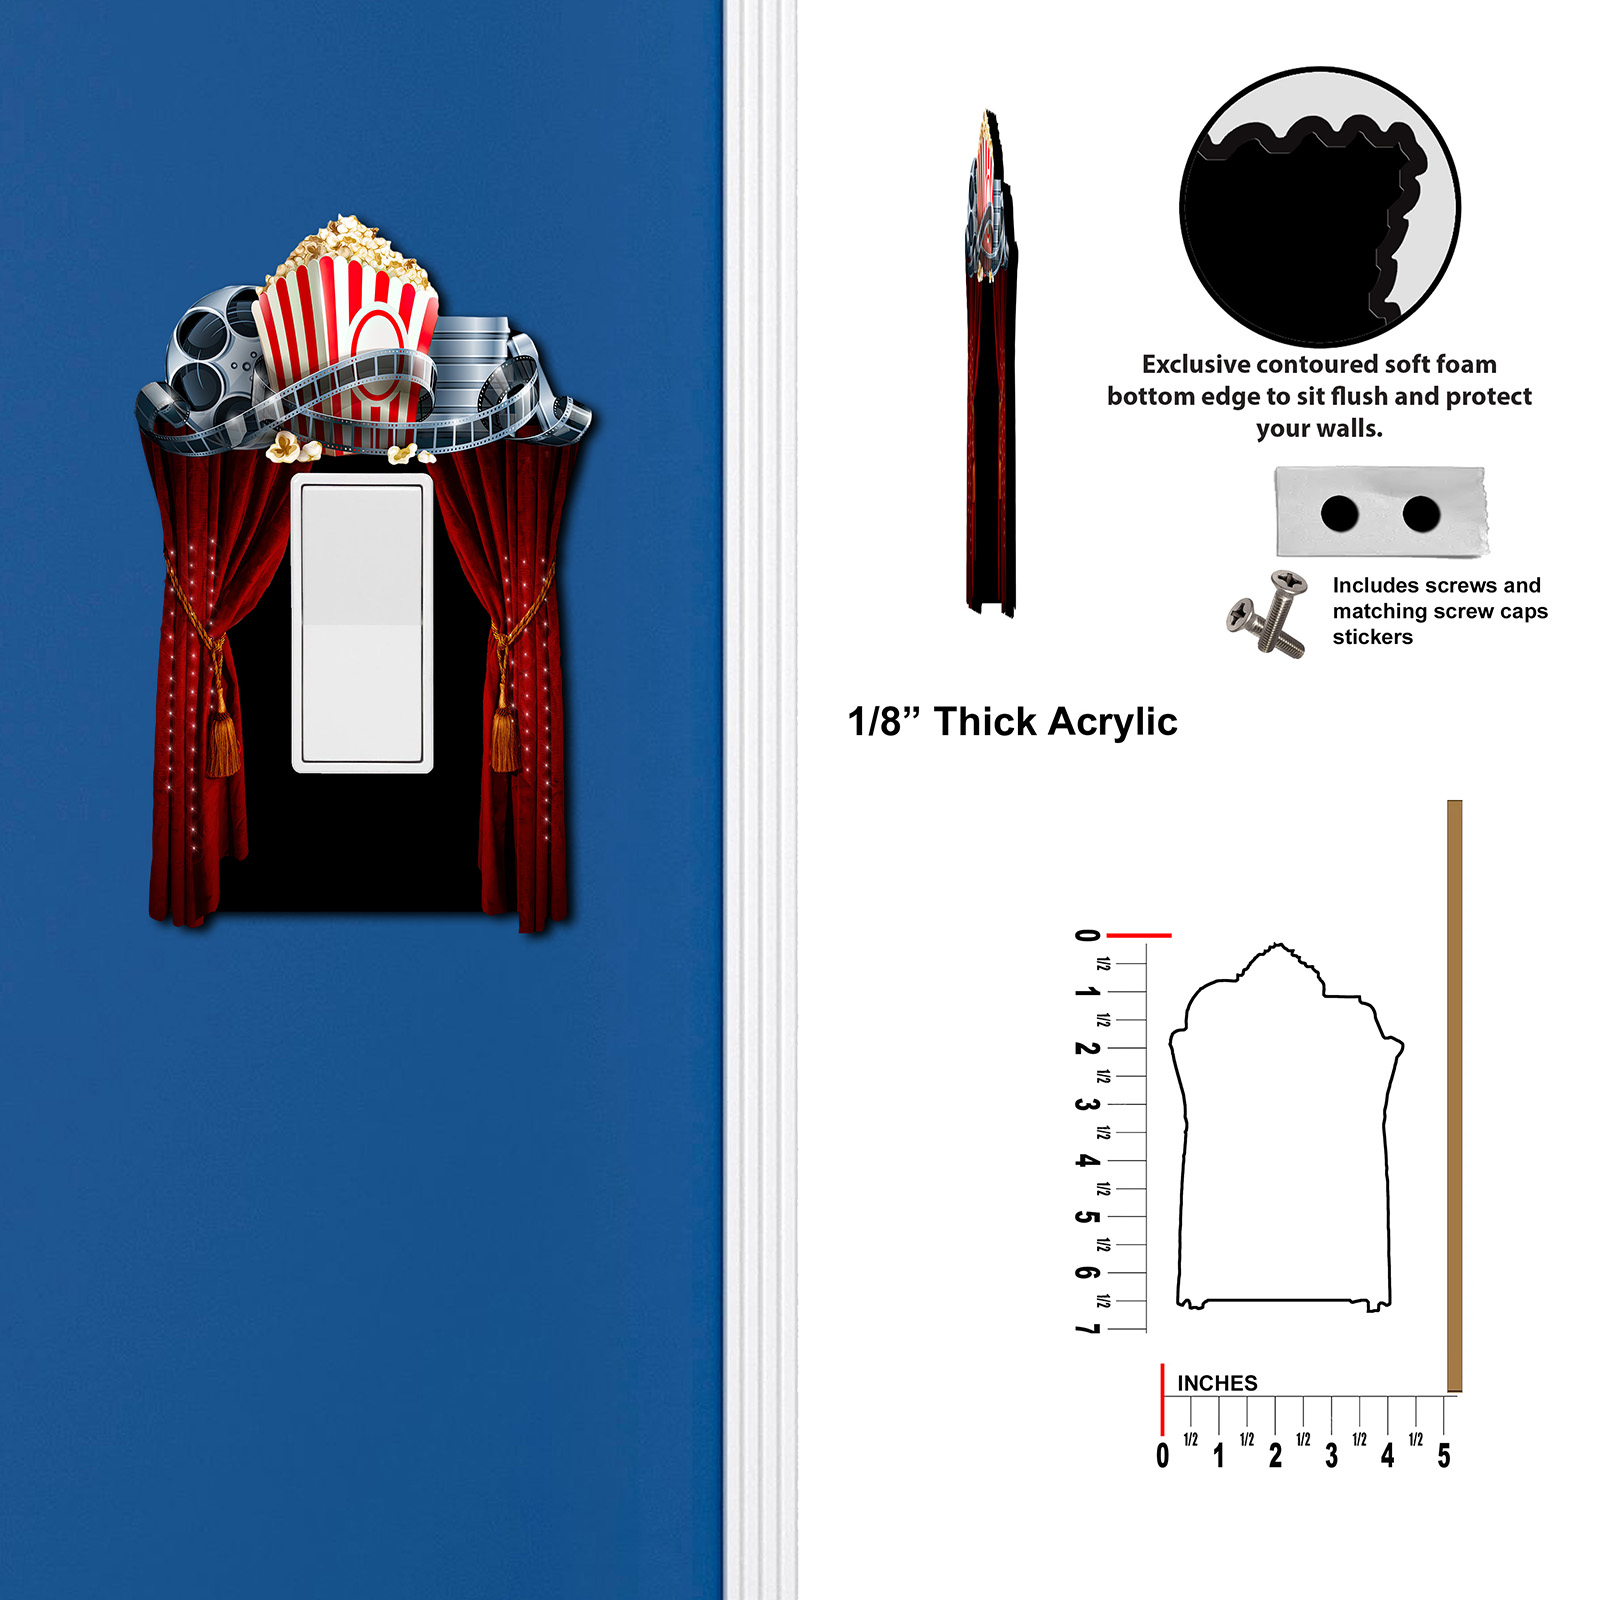 Exclusive contoured soft foam
bottom edge to sit flush and protect
your walls.
Includes screws and
matching screw caps
stickers
1/8” Thick Acrylic
0
1/2
1
1/2
2
1/2
3
1/2
4
1/2
5
1/2
6
1/2
7
INCHES
0 1/2 1 1/2 2 1/2 3 1/2 4 1/2 5